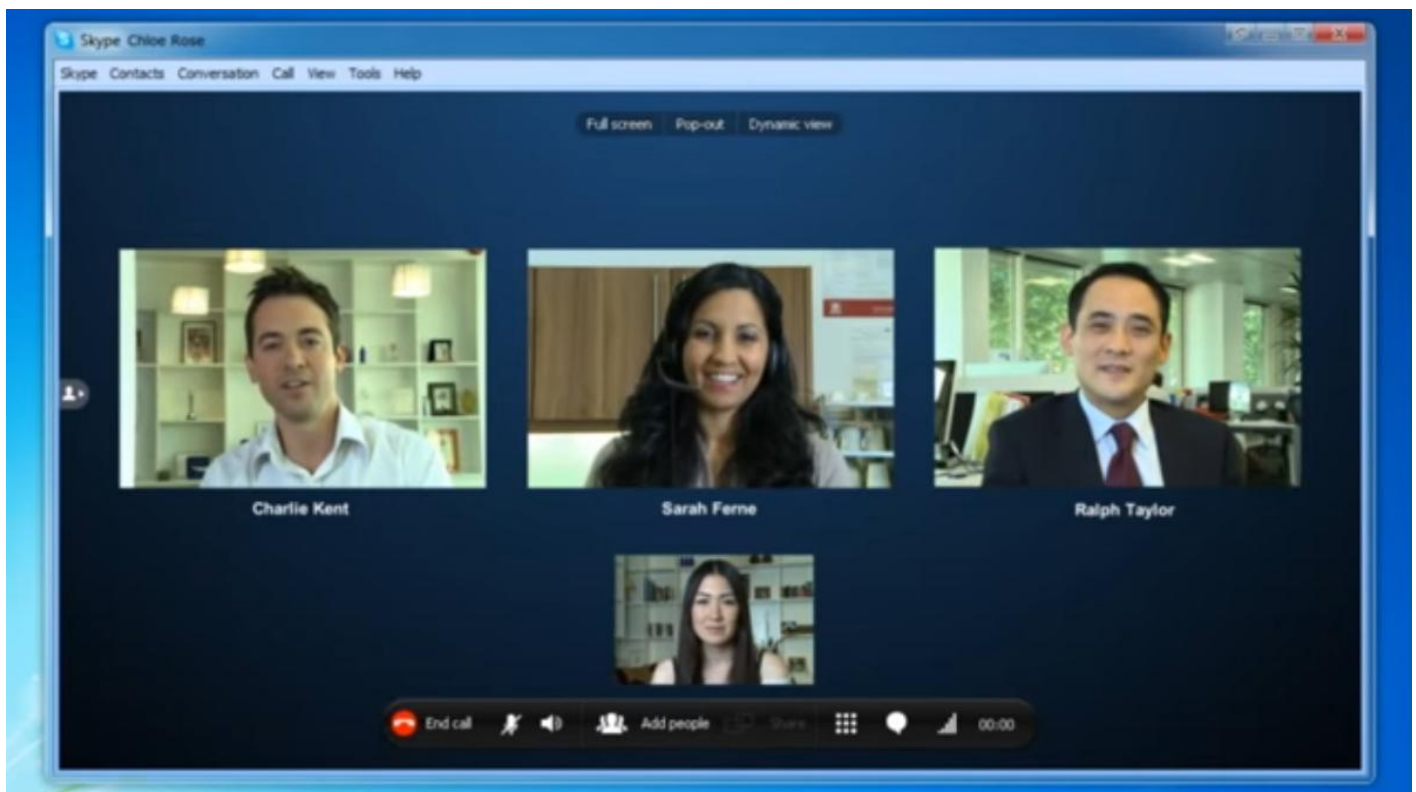 Skype Chloe Rose
Skype Contacts Conversation Call View Tools Help
Full screen Pop-out Dynamic view
Charlie Kent
Sarah Ferne
Ralph Taylor
End call Add people Share 00:00